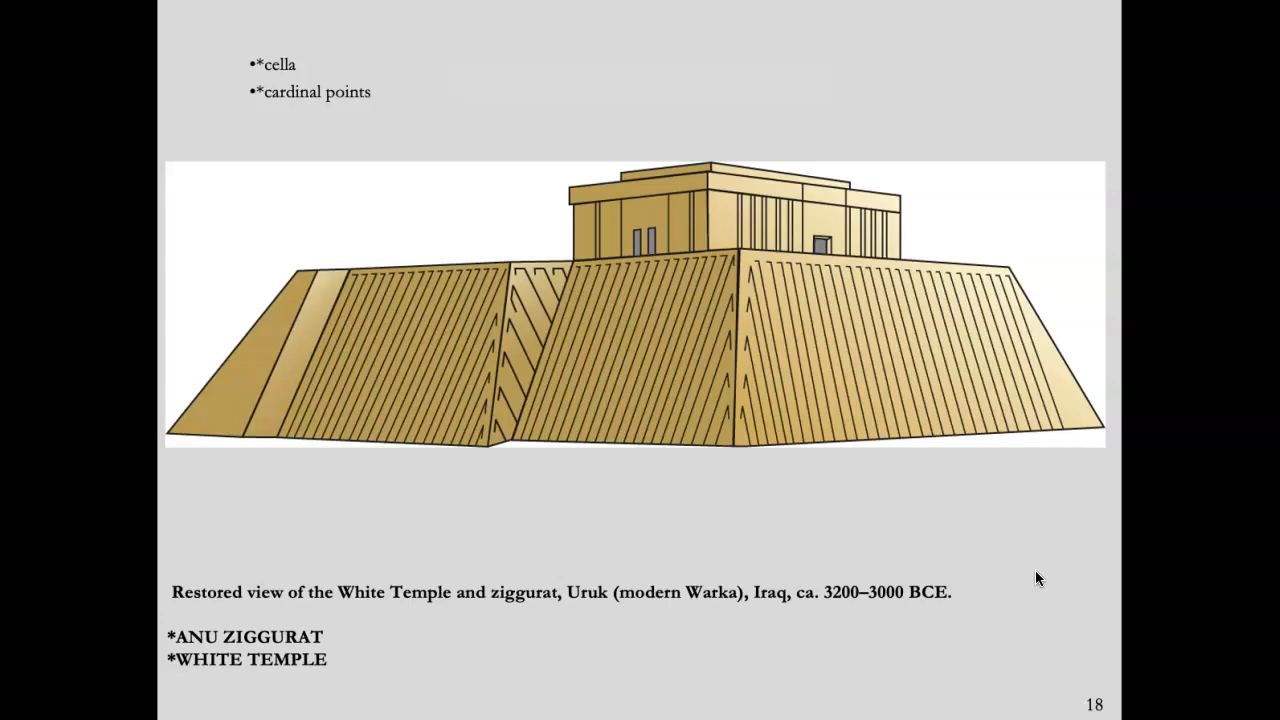 •*cella
•*cardinal points
Restored view of the White Temple and ziggurat, Uruk (modern Warka), Iraq, ca. 3200–3000 BCE.
*ANU ZIGGURAT
*WHITE TEMPLE
18